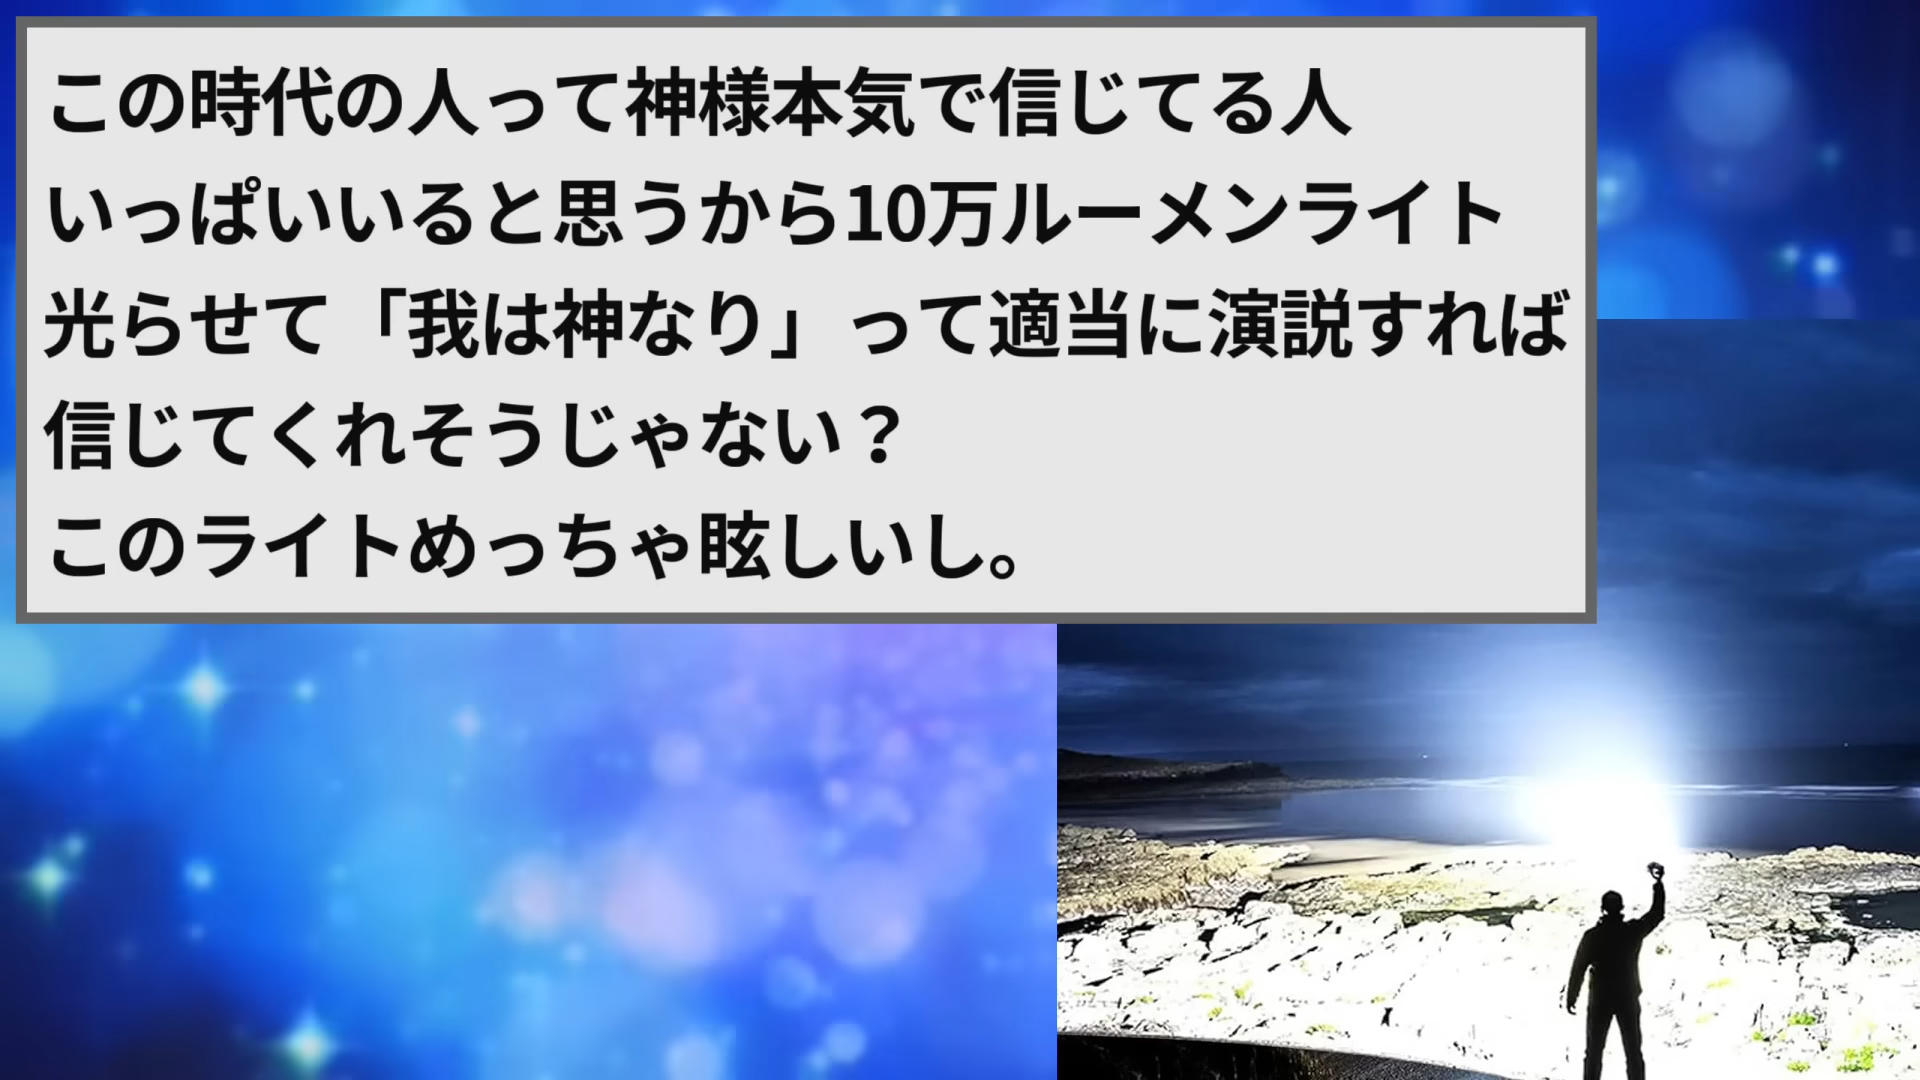 この時代の人って神様本気で信じてる人
いっぱいいると思うから10万ルーメンライト
光らせて「我は神なり」って適当に演説すれば
信じてくれそうじゃない？
このライトめっちゃ眩しいし。